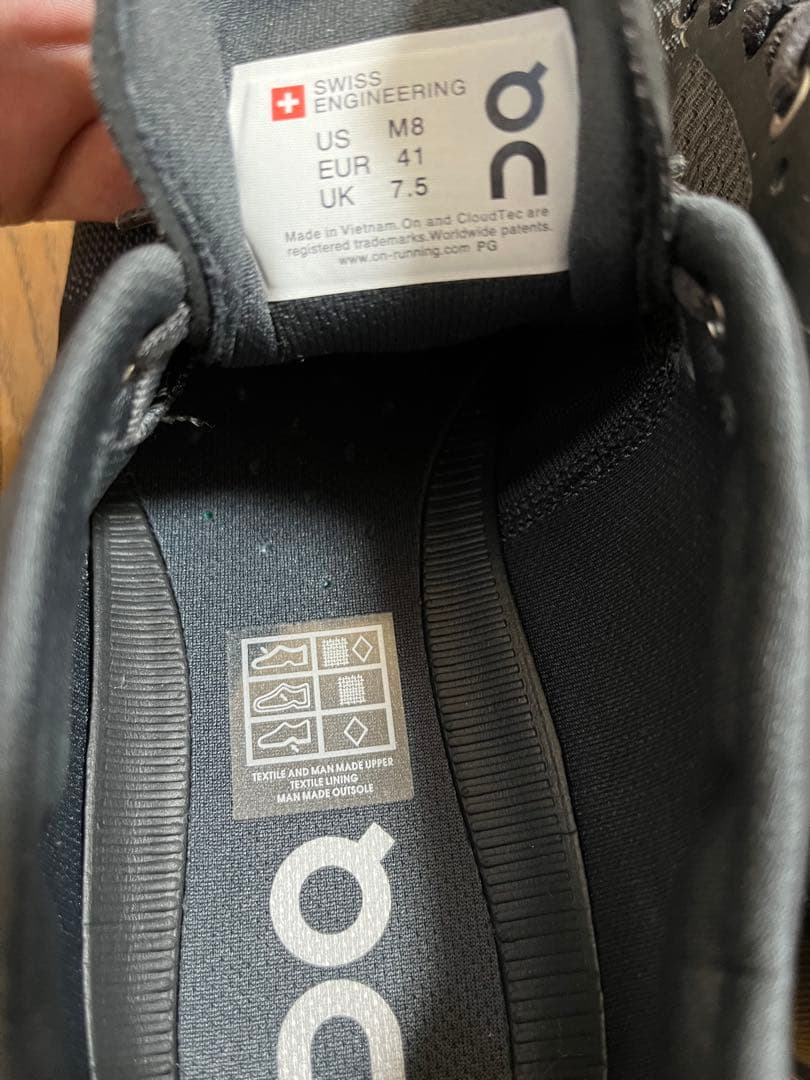 SWISS
ENGINEERING
US M8
EUR 41
UK 7.5
Made in Vietnam. On and CloudTec are
registered trademarks. Worldwide patents.
www.on-running.com PG
TEXTILE AND MAN MADE UPPER
TEXTILE LINING
MAN MADE OUTSOLE